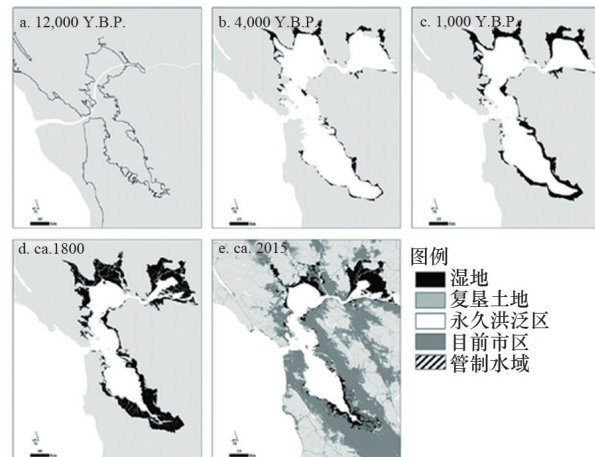 a. 12,000 Y.B.P.
b. 4,000 Y.B.P.
c. 1,000 Y.B.P.
d. ca.1800
e. ca. 2015
图例
湿地
复垦土地
永久洪泛区
目前市区
管制水域